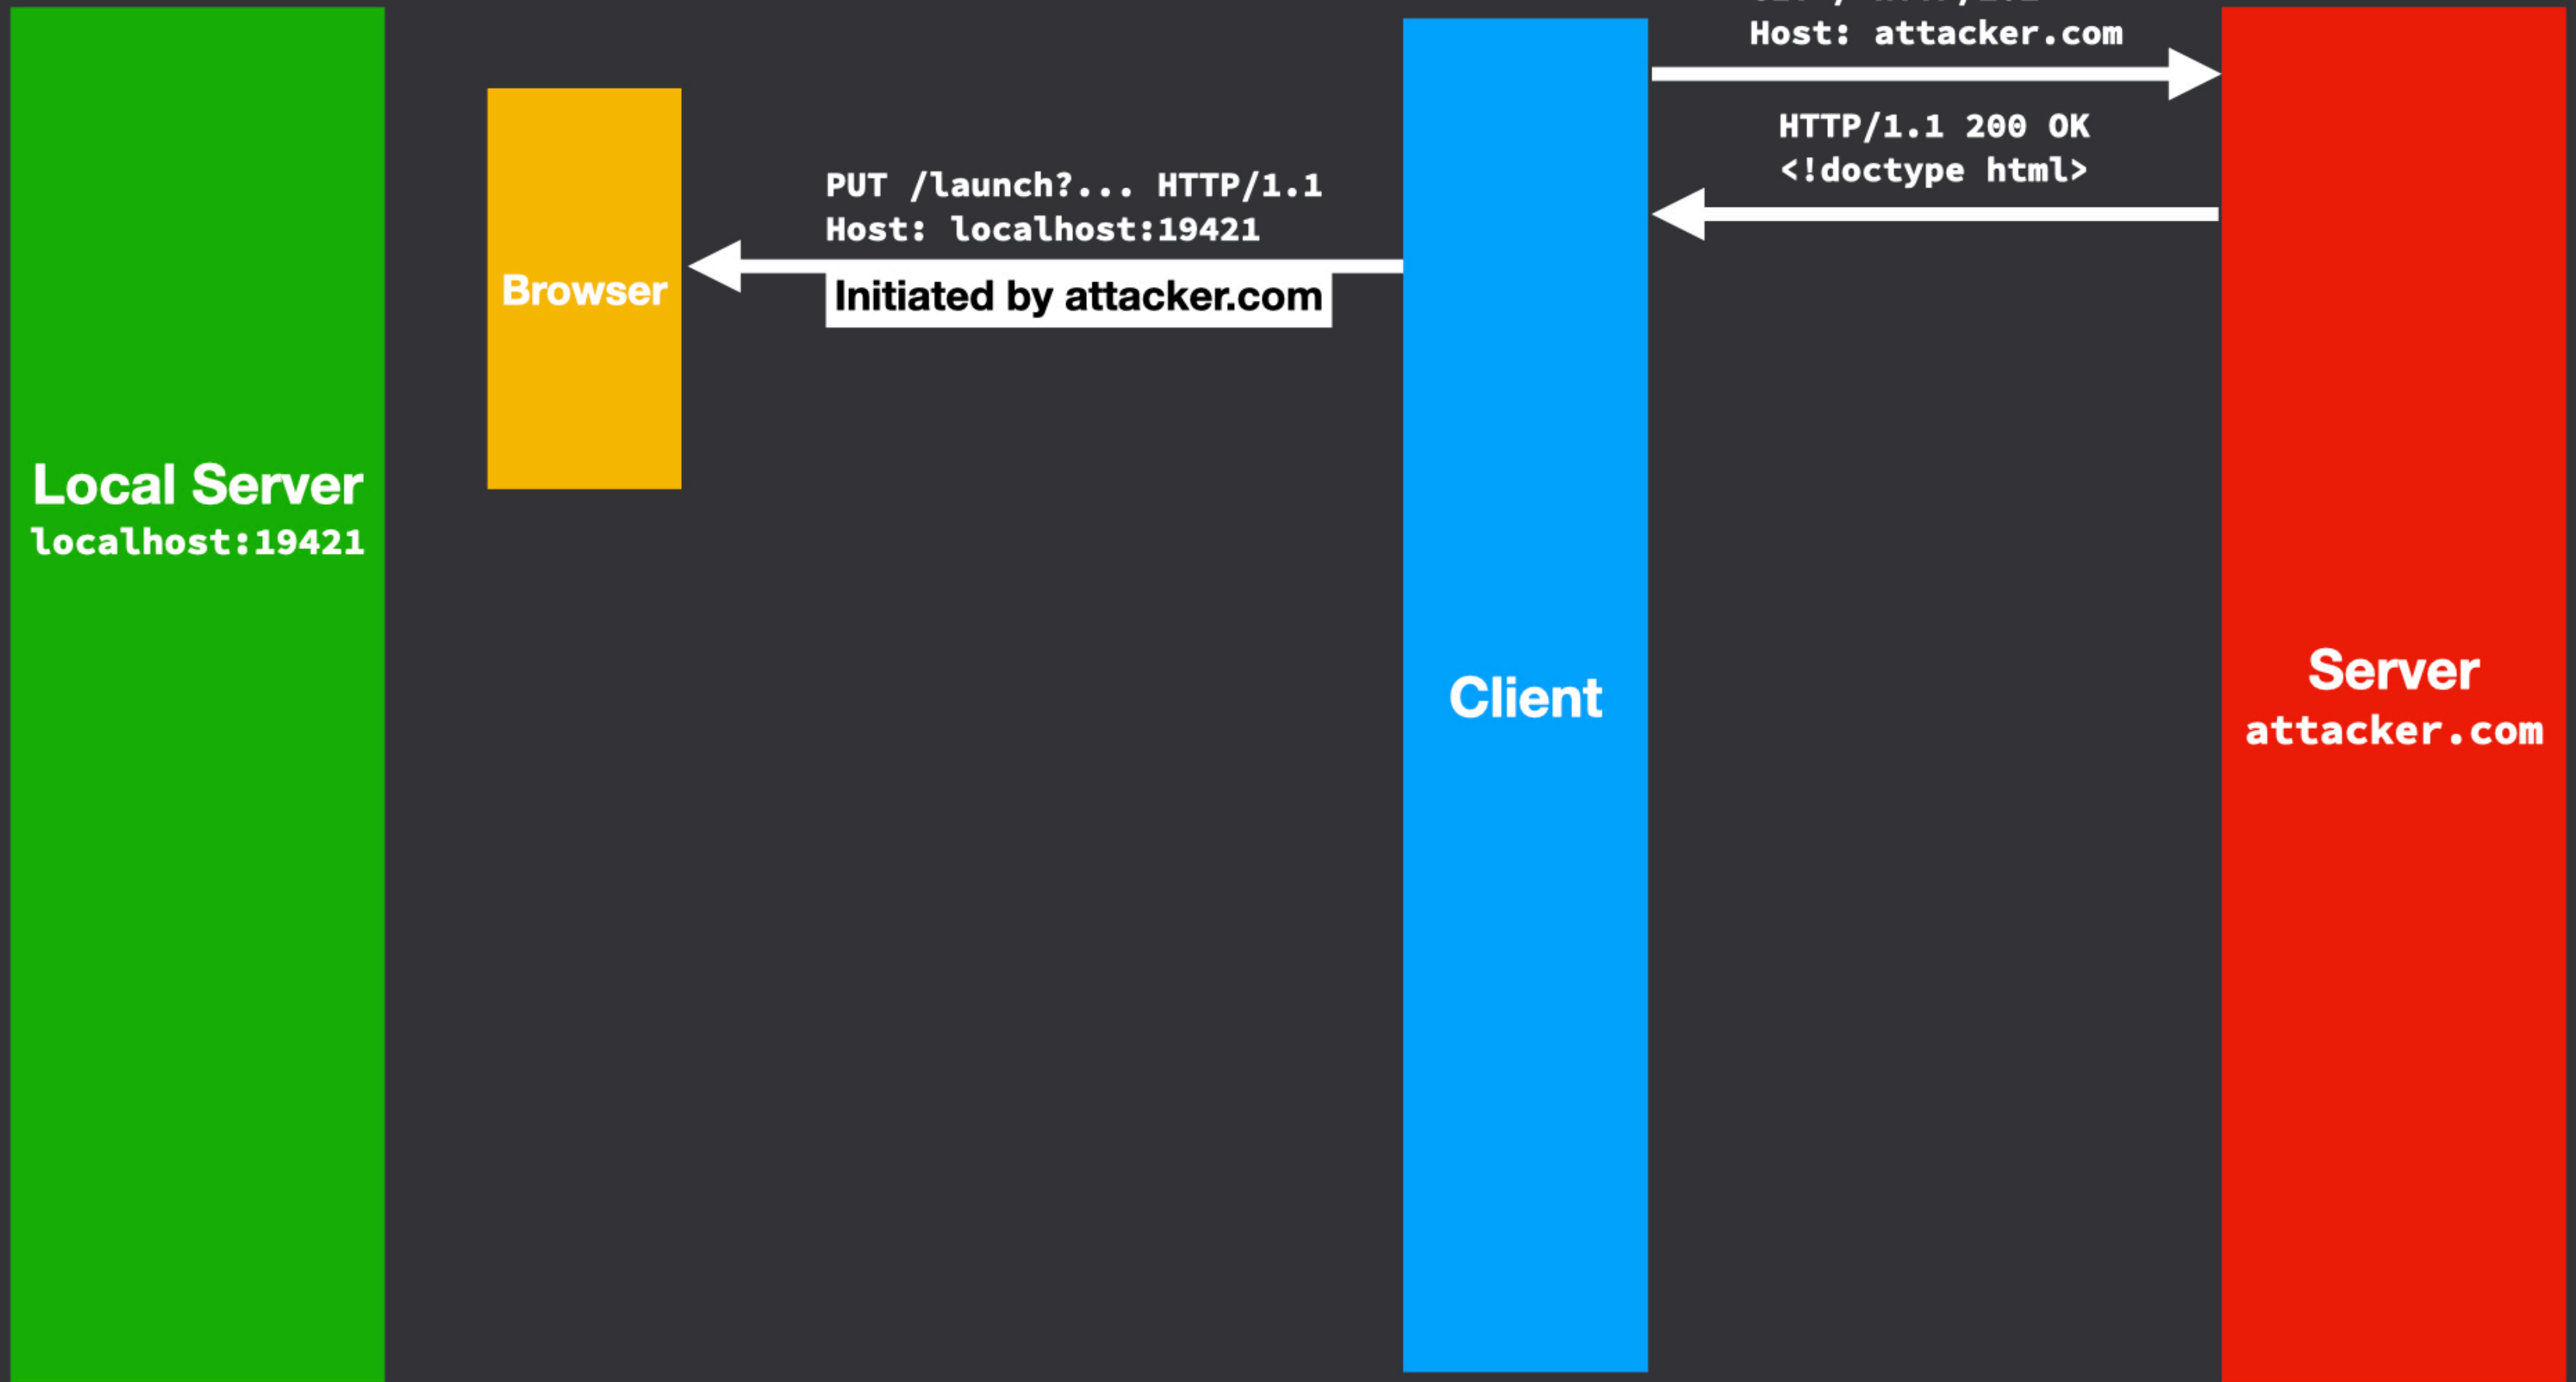 Host: attacker.com
HTTP/1.1 200 OK
<!doctype html>
PUT /launch?... HTTP/1.1
Host: localhost:19421
Initiated by attacker.com
Browser
Local Server
localhost:19421
Client
Server
attacker.com